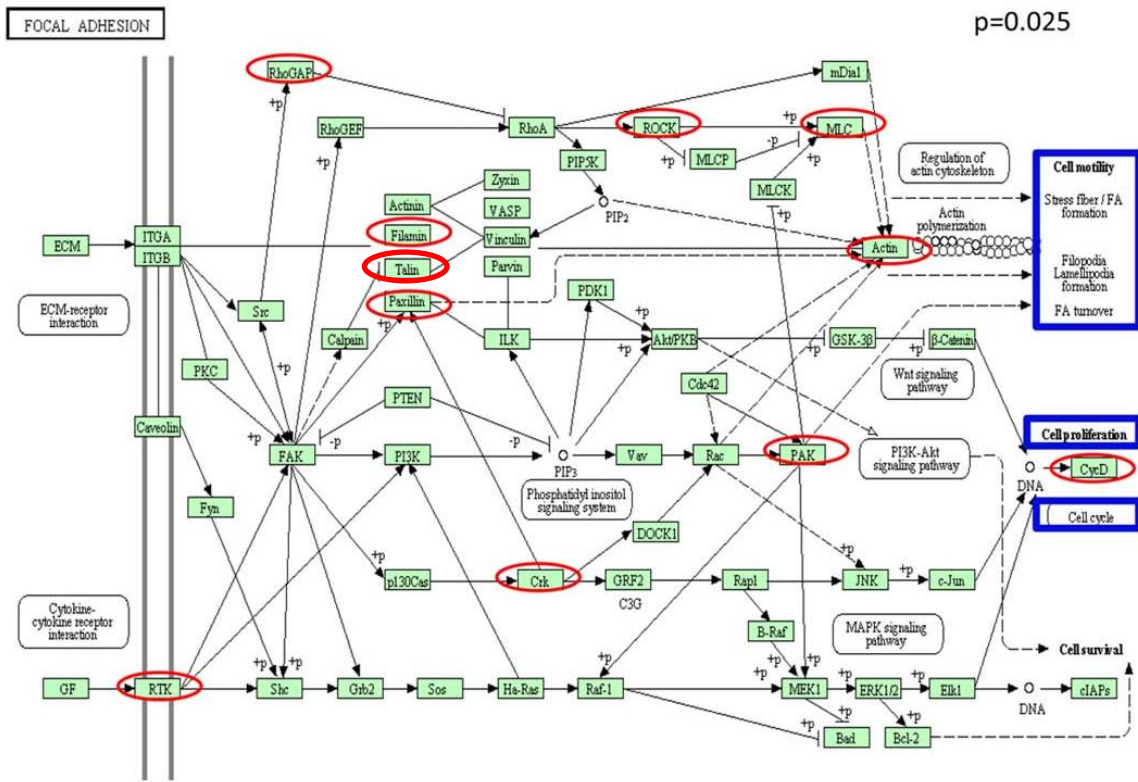 FOCAL ADHESION
p=0.025
RhoGAP
mDia1
+p
+p
RhoGEF
RhoA
ROCK
+p
MLC
+p
-p
+p
MLCP
+p
PIP5K
MLCK
+p
PIP2
Regulation of
actin cytoskeleton
Cell motility
Stress fiber / FA
formation
Actin
polymerization
Filopodia
Lamellipodia
formation
FA turnover
Zyxin
Actinin
VASP
Filamin
Vinculin
Talin
Parvin
Paxillin
Actin
ECM
ITGA
ITGB
ECM-receptor
interaction
Src
+p
Calpain
+p
ILK
PDK1
+p
Akt/PKB
+p
+p
GSK-3β
+p
β-Catenin
Wnt signaling
pathway
PKC
PTEN
Cdc42
Caveolin
+p
-p
-p
FAK
PI3K
PIP3
Vav
Rac
PAK
PI3K-Akt
signaling pathway
Cell proliferation
DNA
CycD
Cell cycle
Phosphatidyl inositol
signaling system
Fyn
DOCK1
+p
+p
p130Cas
Crk
GRF2
C3G
Rap1
JNK
+p
c-Jun
Cytokine-
cytokine receptor
interaction
B-Raf
MAPK signaling
pathway
+p
+p
+p
+p
+p
Cell survival
GF
RTK
Shc
Grb2
Sos
Ha-Ras
Raf-1
+p
MEK1
+p
ERK1/2
+p
Elk1
DNA
cIAPs
+p
+p
+p
Bad
Bcl-2